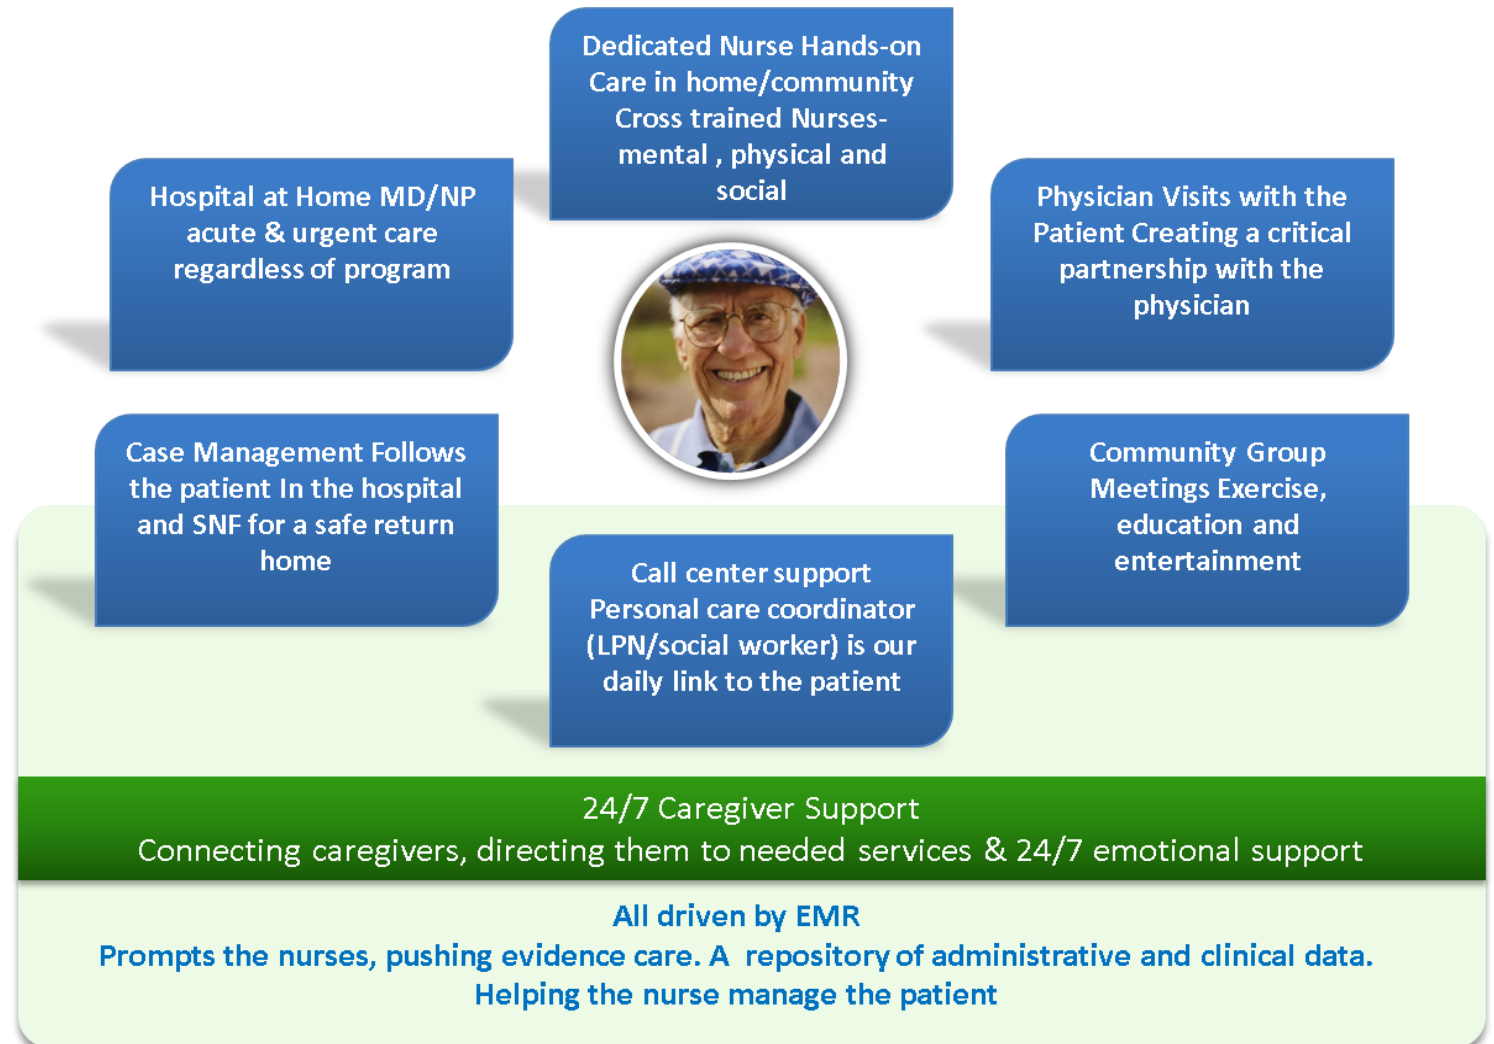 Dedicated Nurse Hands-on
Care in home/community
Cross trained Nurses-
mental , physical and
social
Hospital at Home MD/NP
acute & urgent care
regardless of program
Physician Visits with the
Patient Creating a critical
partnership with the
physician
Case Management Follows
the patient In the hospital
and SNF for a safe return
home
Community Group
Meetings Exercise,
education and
entertainment
Call center support
Personal care coordinator
(LPN/social worker) is our
daily link to the patient
24/7 Caregiver Support
Connecting caregivers, directing them to needed services & 24/7 emotional support
All driven by EMR
Prompts the nurses, pushing evidence care. A repository of administrative and clinical data.
Helping the nurse manage the patient